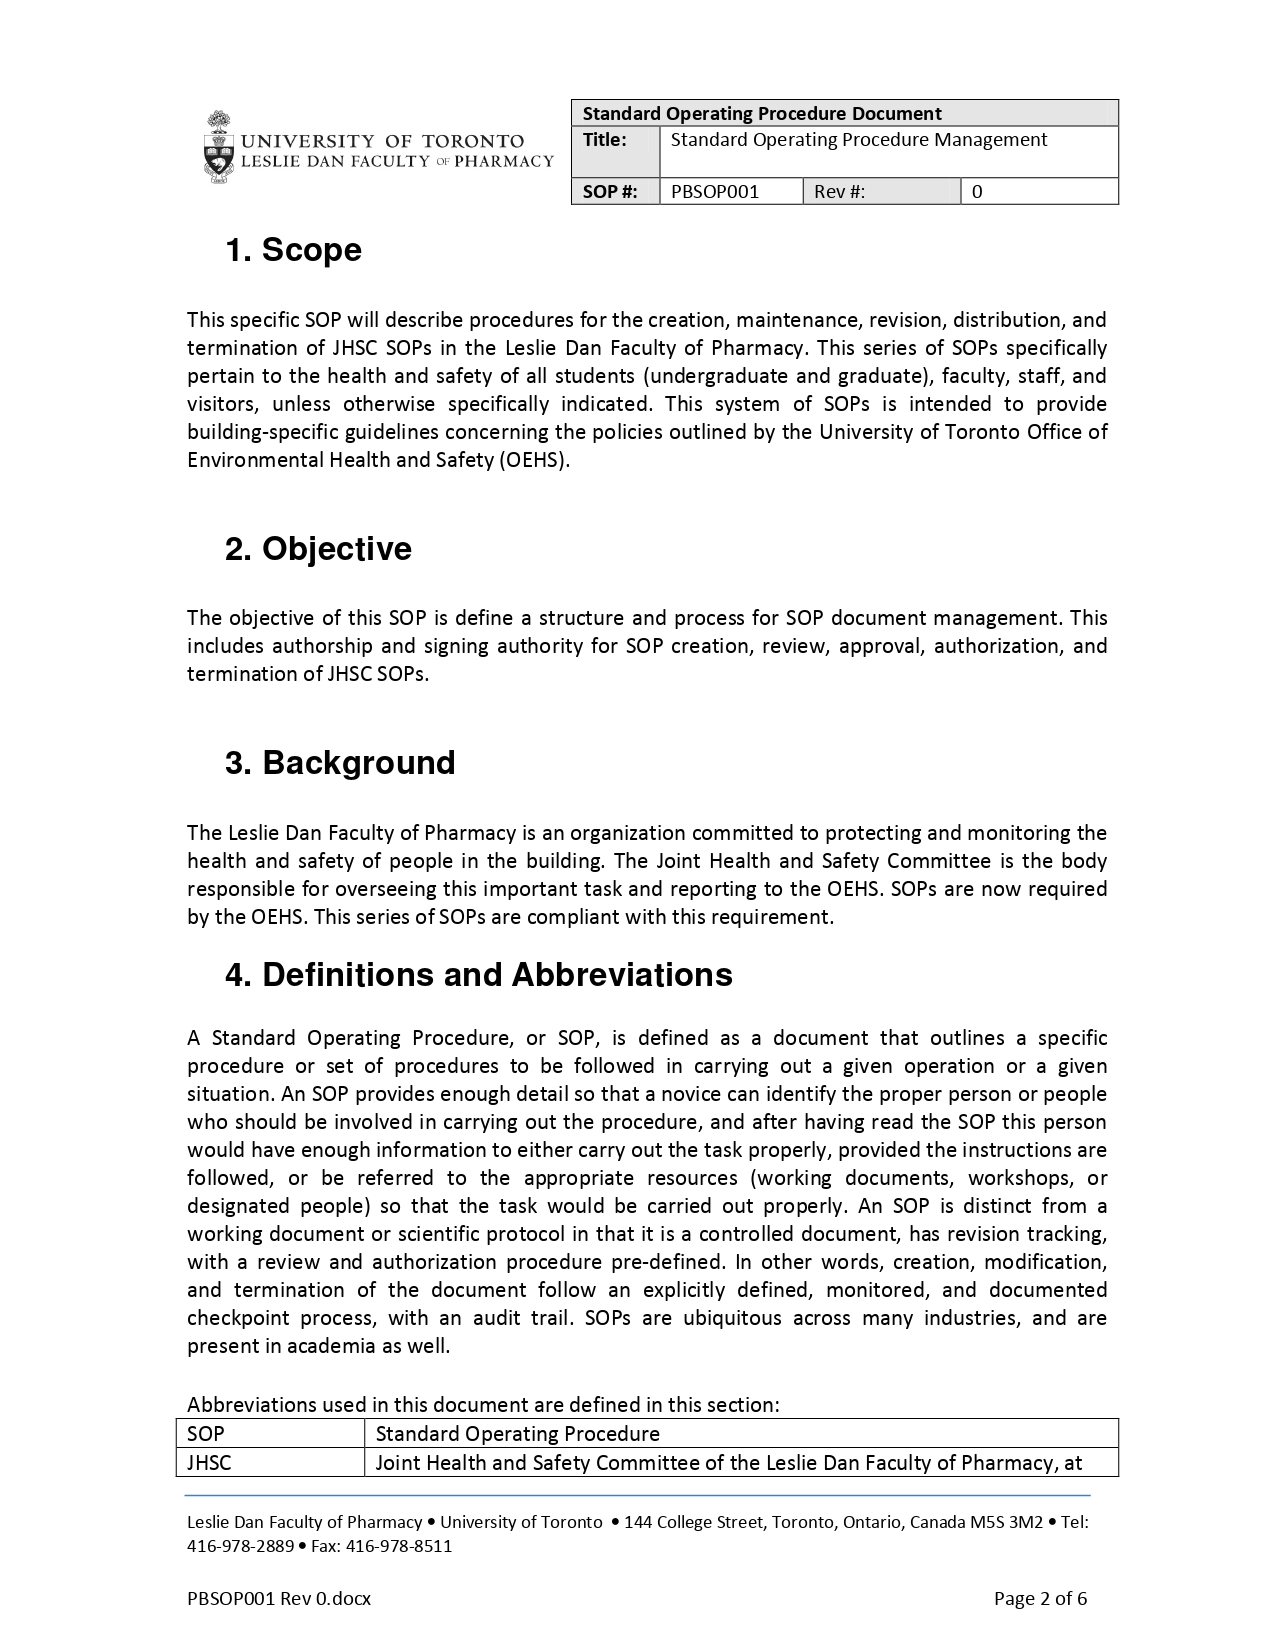 UNIVERSITY OF TORONTO
LESLIE DAN FACULTY OF PHARMACY
Standard Operating Procedure Document
Title: Standard Operating Procedure Management
SOP #: PBSOP001 Rev #: 0
1. Scope
This specific SOP will describe procedures for the creation, maintenance, revision, distribution, and
termination of JHSC SOPs in the Leslie Dan Faculty of Pharmacy. This series of SOPs specifically
pertain to the health and safety of all students (undergraduate and graduate), faculty, staff, and
visitors, unless otherwise specifically indicated. This system of SOPs is intended to provide
building-specific guidelines concerning the policies outlined by the University of Toronto Office of
Environmental Health and Safety (OEHS).
2. Objective
The objective of this SOP is define a structure and process for SOP document management. This
includes authorship and signing authority for SOP creation, review, approval, authorization, and
termination of JHSC SOPs.
3. Background
The Leslie Dan Faculty of Pharmacy is an organization committed to protecting and monitoring the
health and safety of people in the building. The Joint Health and Safety Committee is the body
responsible for overseeing this important task and reporting to the OEHS. SOPs are now required
by the OEHS. This series of SOPs are compliant with this requirement.
4. Definitions and Abbreviations
A Standard Operating Procedure, or SOP, is defined as a document that outlines a specific
procedure or set of procedures to be followed in carrying out a given operation or a given
situation. An SOP provides enough detail so that a novice can identify the proper person or people
who should be involved in carrying out the procedure, and after having read the SOP this person
would have enough information to either carry out the task properly, provided the instructions are
followed, or be referred to the appropriate resources (working documents, workshops, or
designated people) so that the task would be carried out properly. An SOP is distinct from a
working document or scientific protocol in that it is a controlled document, has revision tracking,
with a review and authorization procedure pre-defined. In other words, creation, modification,
and termination of the document follow an explicitly defined, monitored, and documented
checkpoint process, with an audit trail. SOPs are ubiquitous across many industries, and are
present in academia as well.
Abbreviations used in this document are defined in this section:
SOP Standard Operating Procedure
JHSC Joint Health and Safety Committee of the Leslie Dan Faculty of Pharmacy, at
Leslie Dan Faculty of Pharmacy • University of Toronto • 144 College Street, Toronto, Ontario, Canada M5S 3M2 • Tel:
416-978-2889 • Fax: 416-978-8511
PBSOP001 Rev 0.docx Page 2 of 6